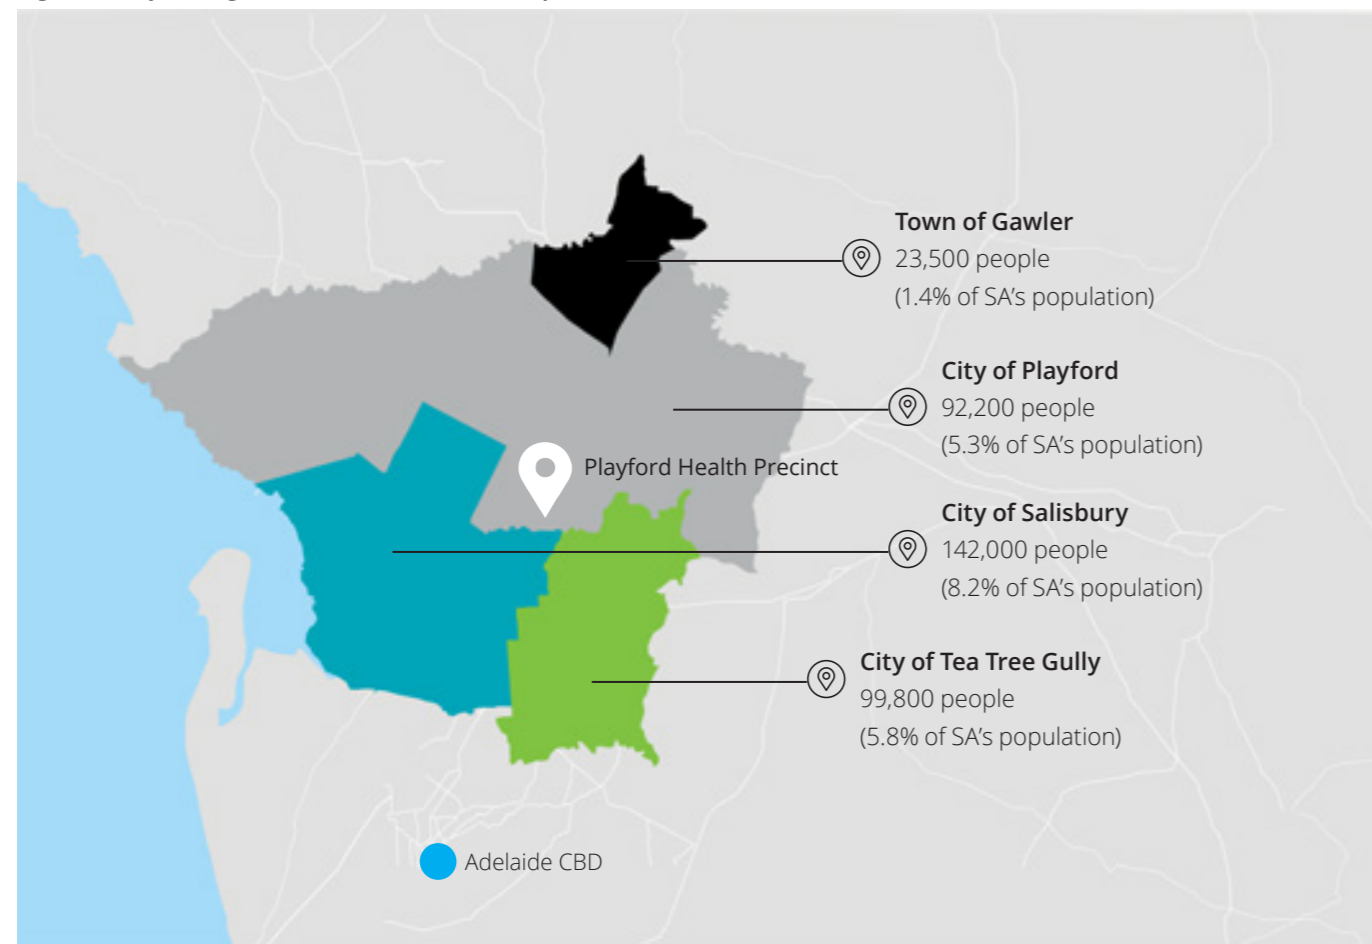 Town of Gawler
23,500 people
(1.4% of SA’s population)
City of Playford
92,200 people
(5.3% of SA’s population)
Playford Health Precinct
City of Salisbury
142,000 people
(8.2% of SA’s population)
City of Tea Tree Gully
99,800 people
(5.8% of SA’s population)
Adelaide CBD